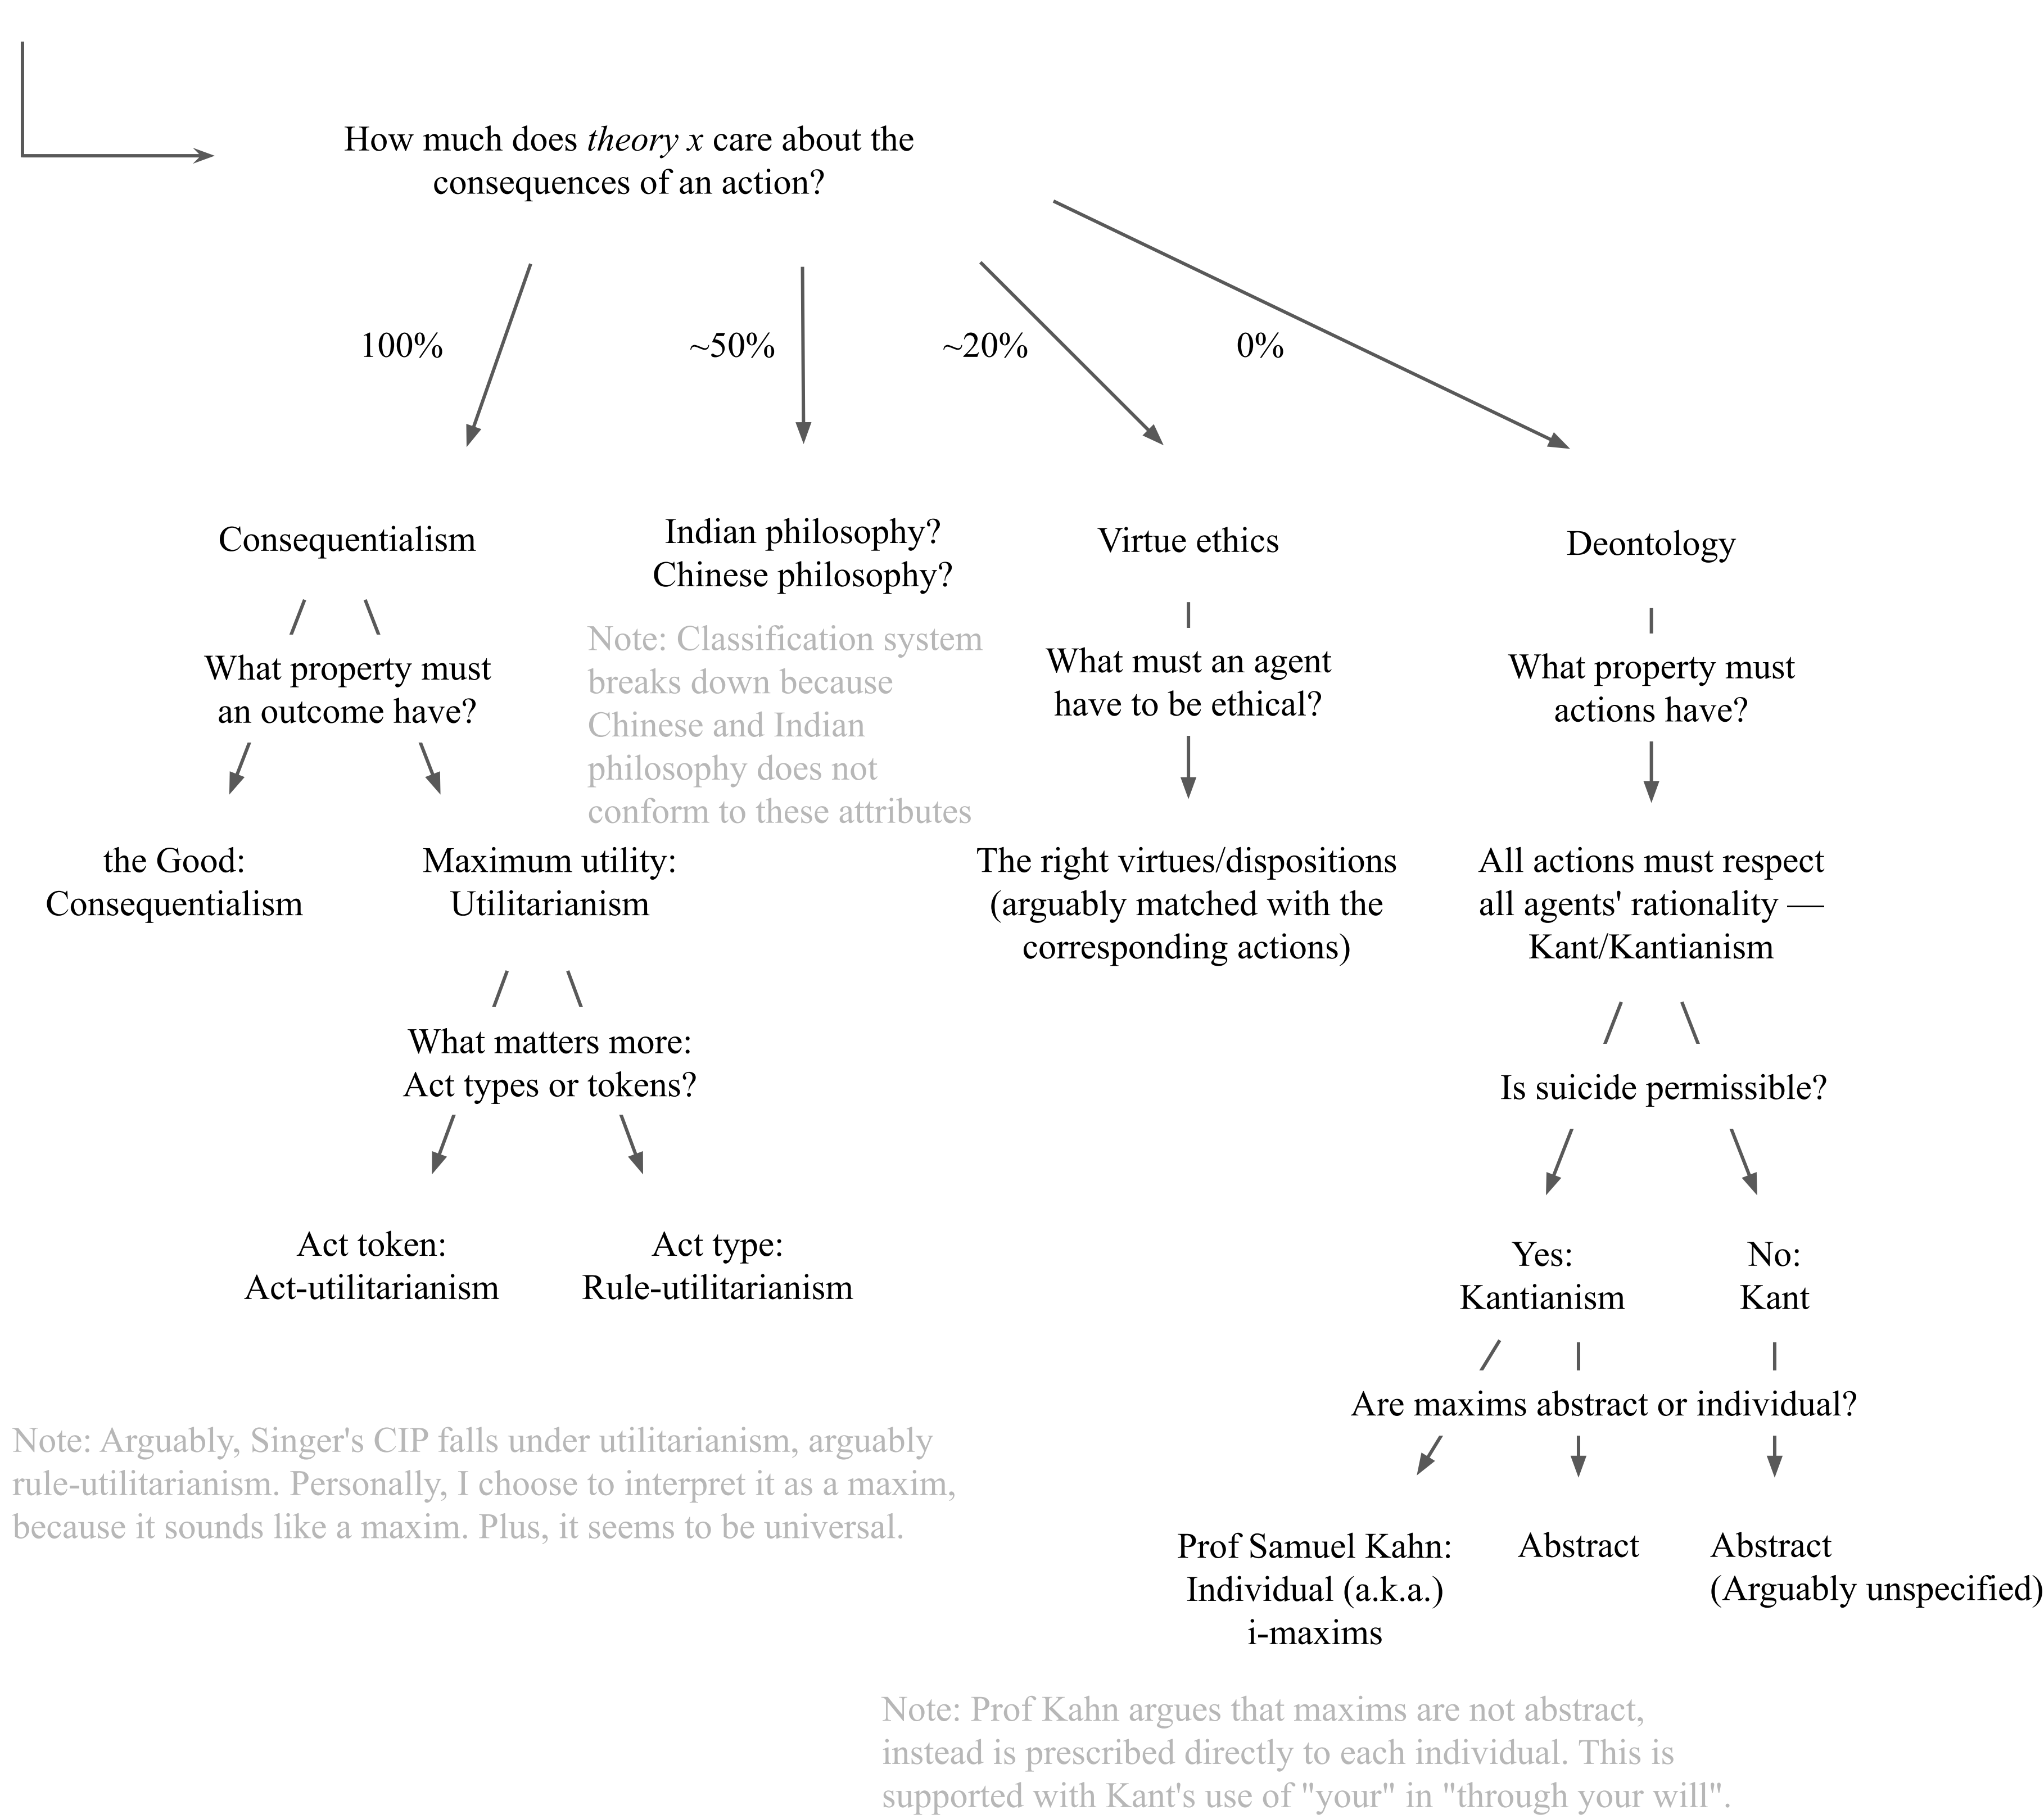 How much does theory x care about the
consequences of an action?
100%
~50%
~20%
0%
Consequentialism
Indian philosophy?
Chinese philosophy?
Virtue ethics
Deontology
What property must
an outcome have?
Note: Classification system
breaks down because
Chinese and Indian
philosophy does not
conform to these attributes
What must an agent
have to be ethical?
What property must
actions have?
the Good:
Consequentialism
Maximum utility:
Utilitarianism
The right virtues/dispositions
(arguably matched with the
corresponding actions)
All actions must respect
all agents' rationality —
Kant/Kantianism
What matters more:
Act types or tokens?
Is suicide permissible?
Act token:
Act-utilitarianism
Act type:
Rule-utilitarianism
Yes:
Kantianism
No:
Kant
Are maxims abstract or individual?
Note: Arguably, Singer's CIP falls under utilitarianism, arguably
rule-utilitarianism. Personally, I choose to interpret it as a maxim,
because it sounds like a maxim. Plus, it seems to be universal.
Prof Samuel Kahn:
Individual (a.k.a.)
i-maxims
Abstract
Abstract
(Arguably unspecified)
Note: Prof Kahn argues that maxims are not abstract,
instead is prescribed directly to each individual. This is
supported with Kant's use of "your" in "through your will".